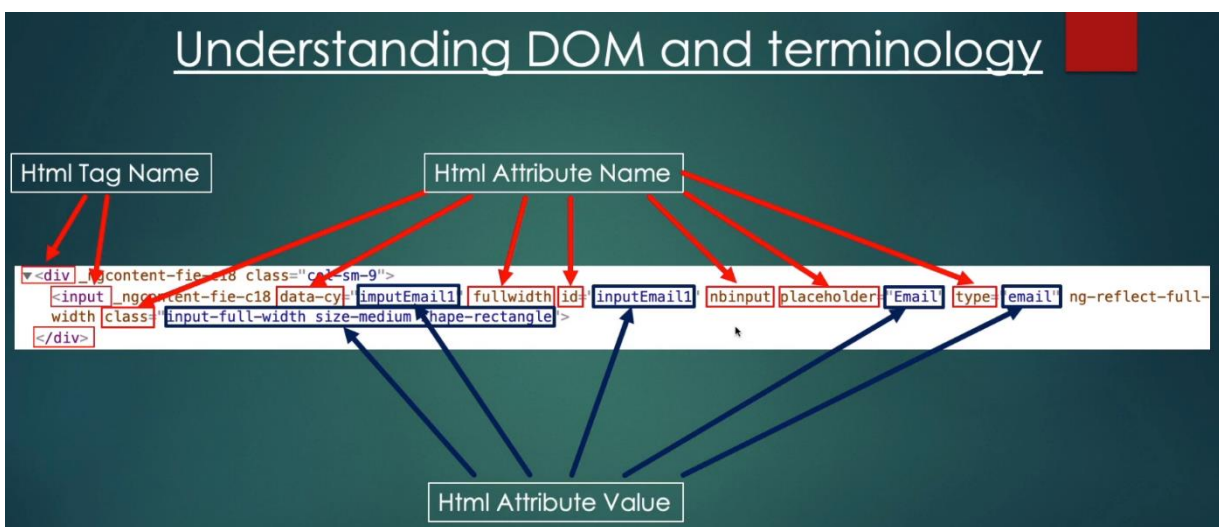 Understanding DOM and terminology
Html Tag Name
Html Attribute Name
▼<div _ngcontent-fie-c18 class="col-sm-9">
<input _ngcontent-fie-c18 data-cy="imputEmail1" fullwidth id="inputEmail1" nbinput placeholder="Email" type="email" ng-reflect-full-
width class="input-full-width size-medium shape-rectangle">
</div>
Html Attribute Value